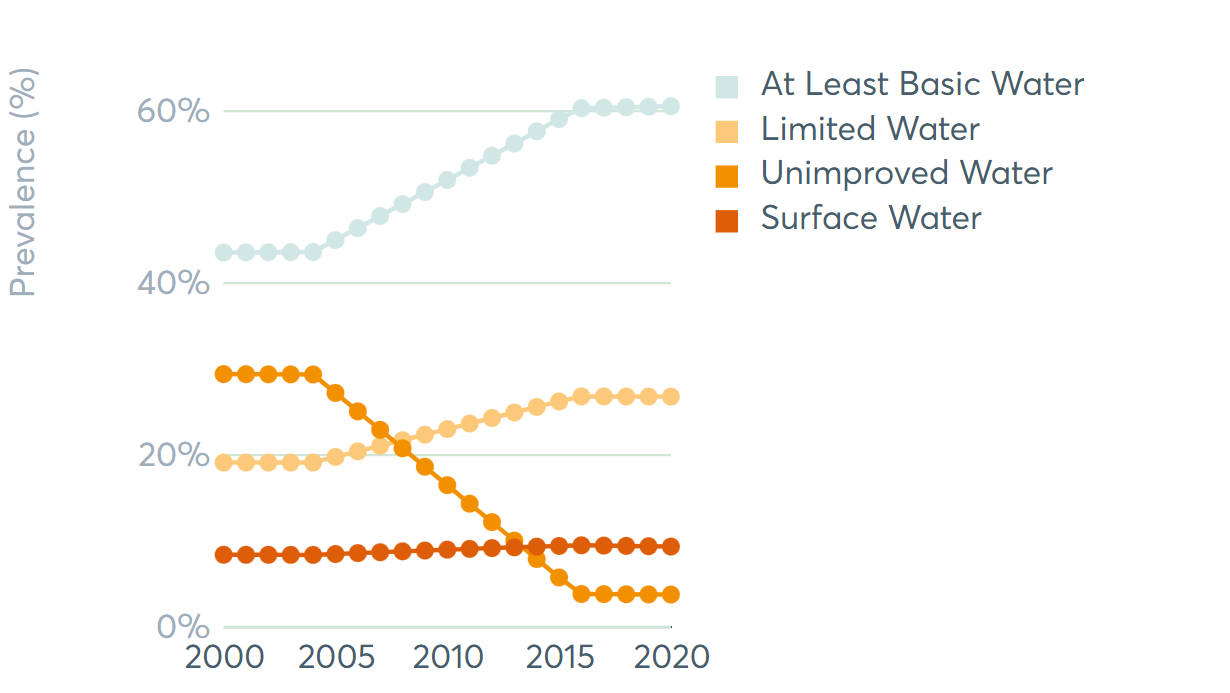 Prevalence (%)
60%
40%
20%
0%
2000 2005 2010 2015 2020
At Least Basic Water
Limited Water
Unimproved Water
Surface Water